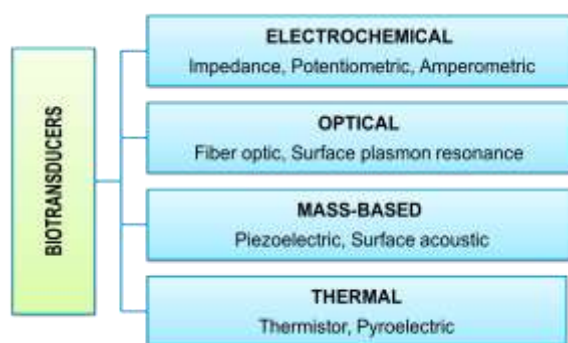 BIOTRANSDUCERS
ELECTROCHEMICAL
Impedance, Potentiometric, Amperometric
OPTICAL
Fiber optic, Surface plasmon resonance
MASS-BASED
Piezoelectric, Surface acoustic
THERMAL
Thermistor, Pyroelectric